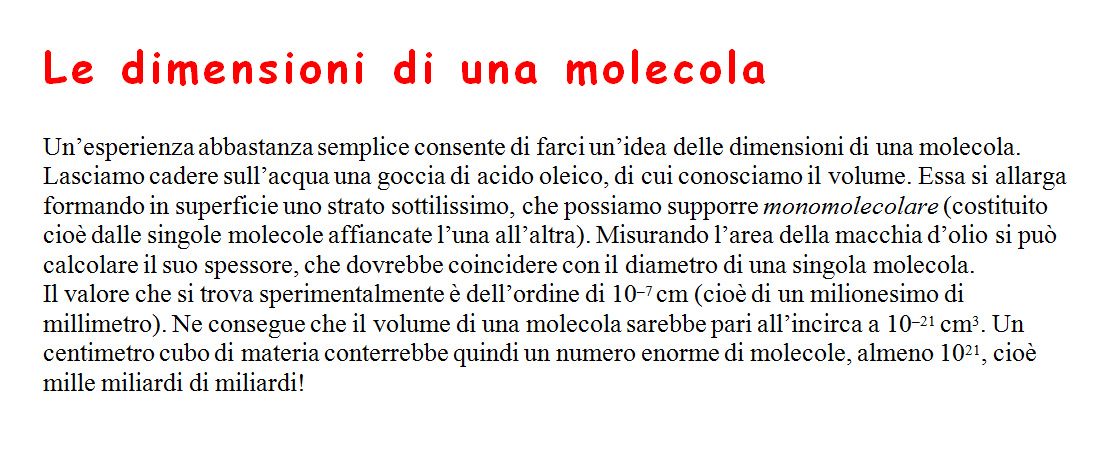 Le dimensioni di una molecola
Un’esperienza abbastanza semplice consente di farci un’idea delle dimensioni di una molecola.
Lasciamo cadere sull’acqua una goccia di acido oleico, di cui conosciamo il volume. Essa si allarga
formando in superficie uno strato sottilissimo, che possiamo supporre monomolecolare (costituito
cioè dalle singole molecole affiancate l’una all’altra). Misurando l’area della macchia d’olio si può
calcolare il suo spessore, che dovrebbe coincidere con il diametro di una singola molecola.
Il valore che si trova sperimentalmente è dell’ordine di 10⁻⁷ cm (cioè di un milionesimo di
millimetro). Ne consegue che il volume di una molecola sarebbe pari all’incirca a 10⁻²¹ cm³. Un
centimetro cubo di materia conterrebbe quindi un numero enorme di molecole, almeno 10²¹, cioè
mille miliardi di miliardi!